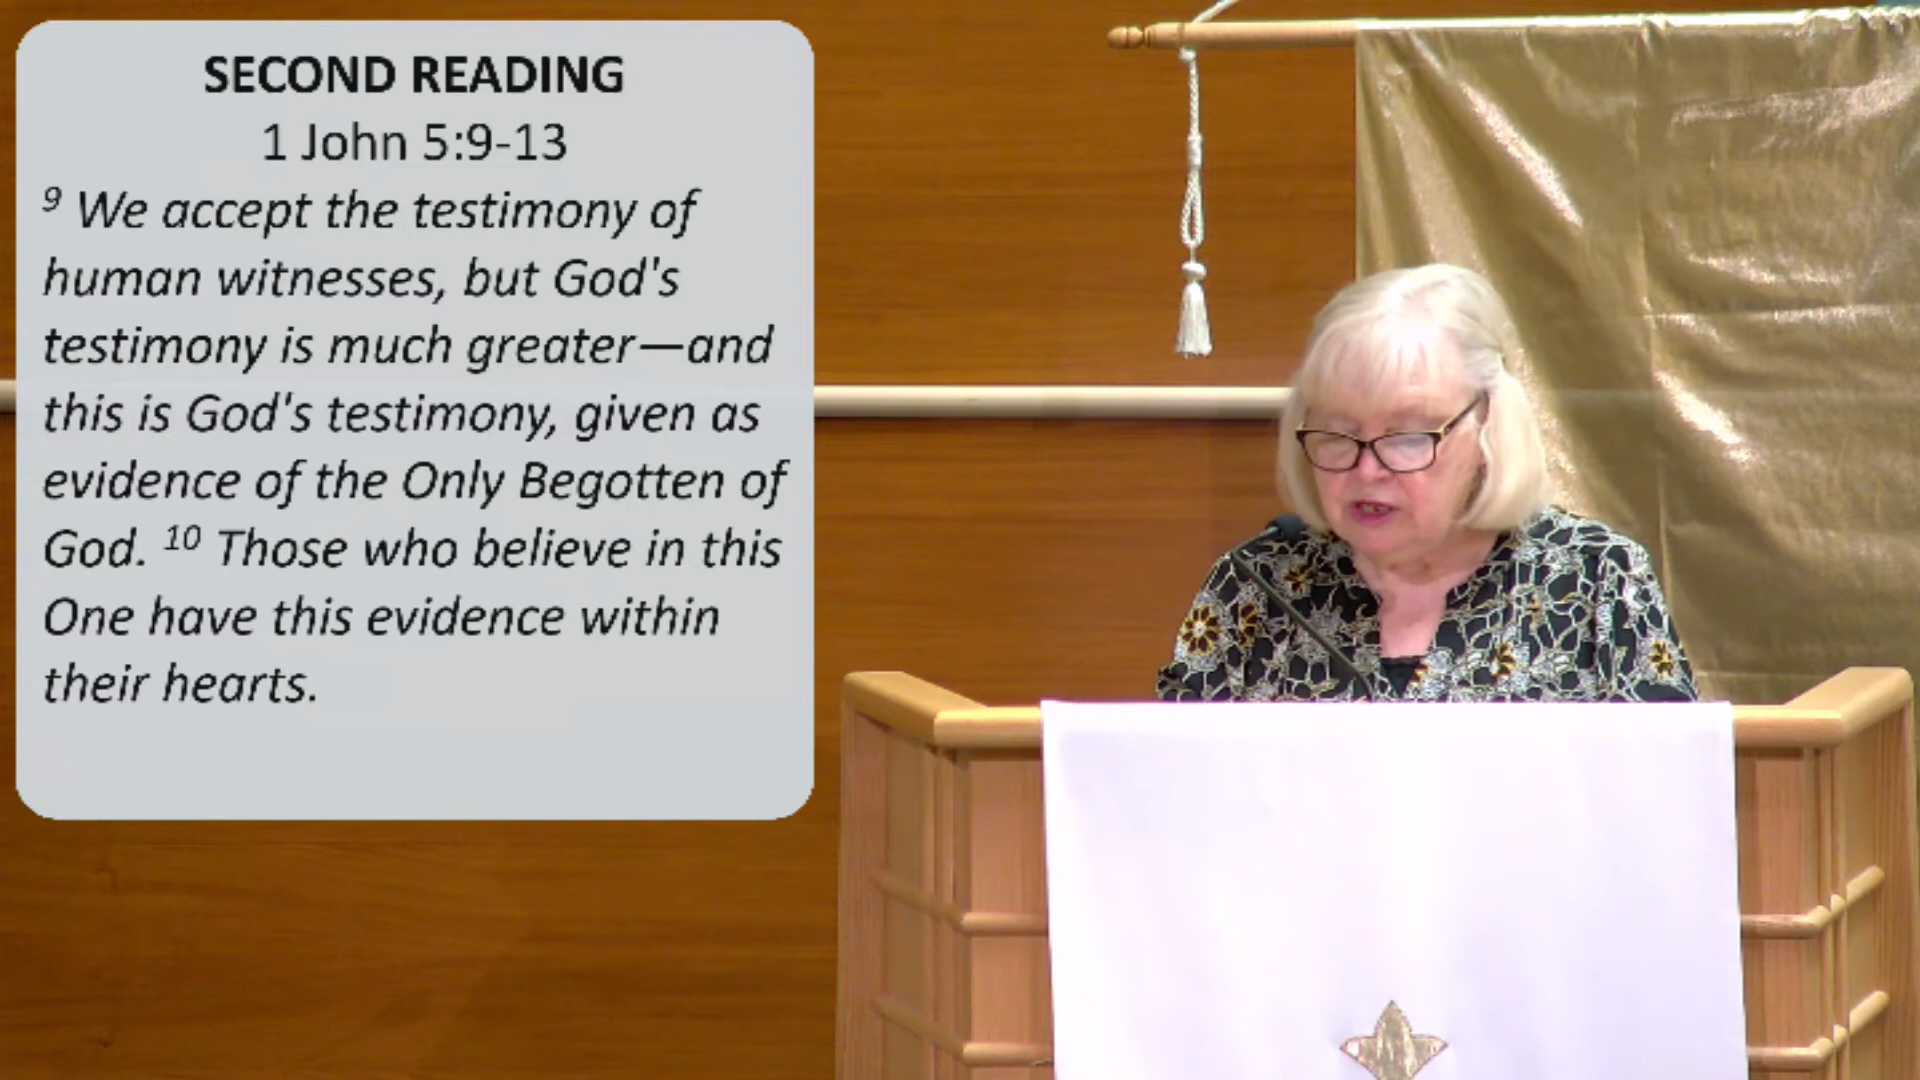 SECOND READING
1 John 5:9-13
9 We accept the testimony of
human witnesses, but God's
testimony is much greater—and
this is God's testimony, given as
evidence of the Only Begotten of
God. 10 Those who believe in this
One have this evidence within
their hearts.